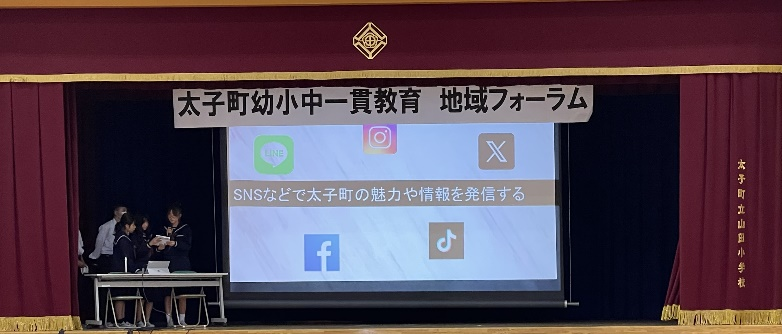 太子町幼小中一貫教育 地域フォーラム
LINE
SNSなどで太子町の魅力や情報を発信する
太子町立山田小学校